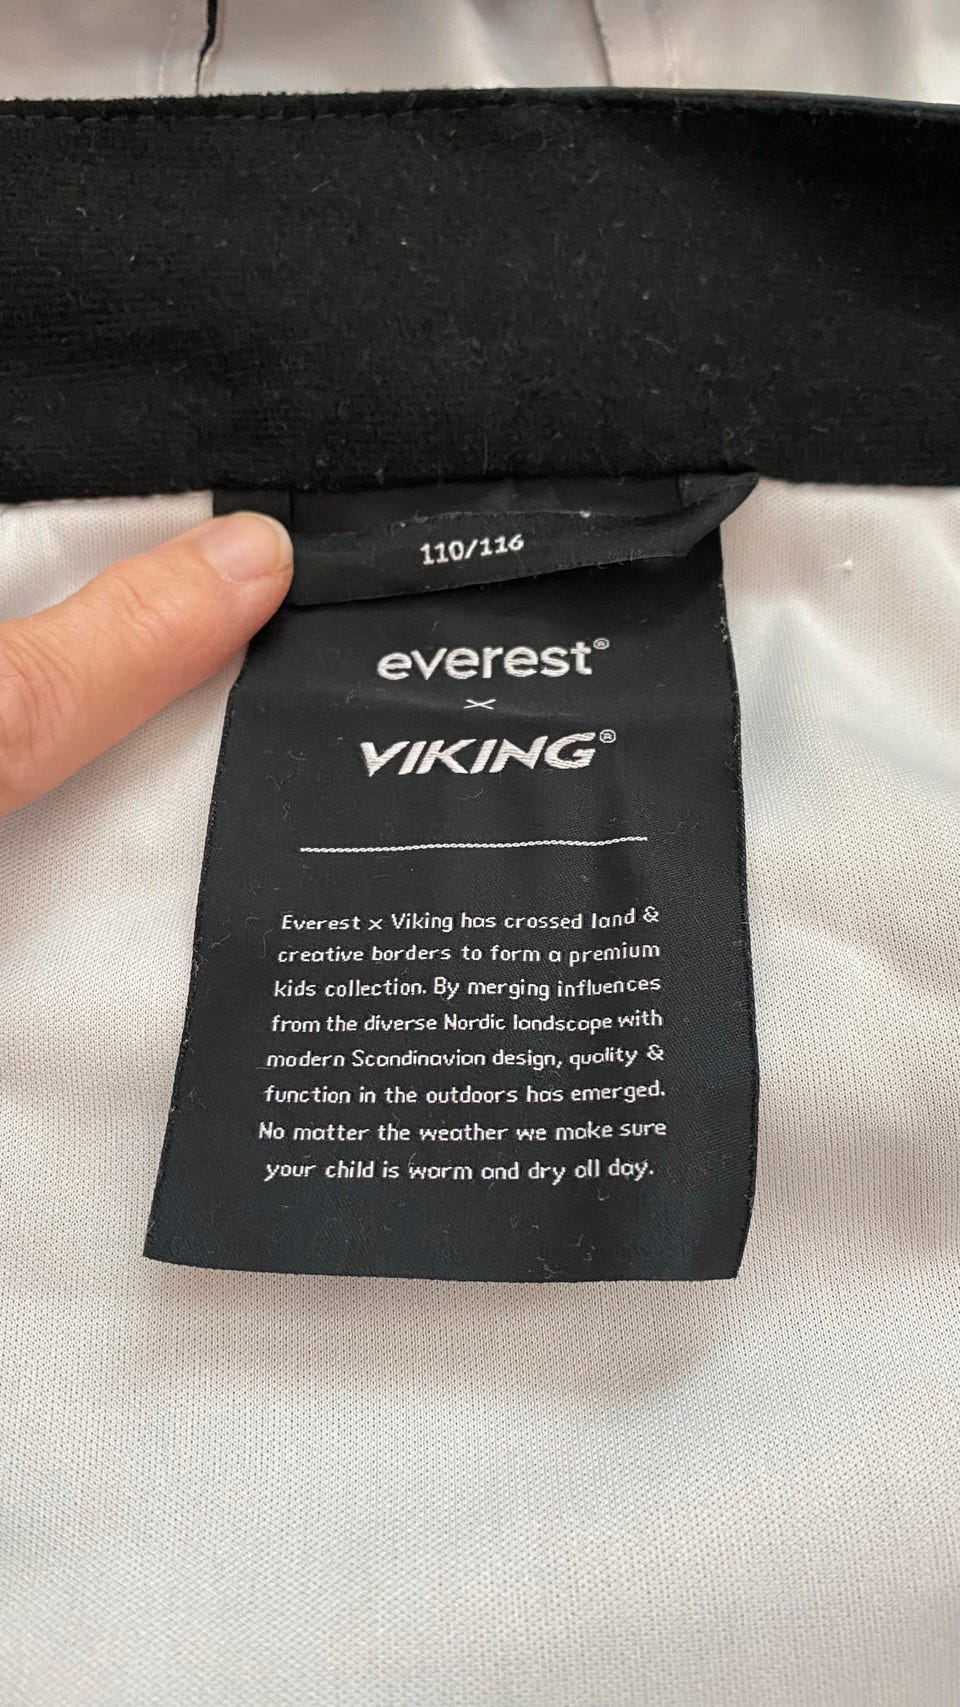 110/116
everest®
×
VIKING®
Everest x Viking has crossed land &
creative borders to form a premium
kids collection. By merging influences
from the diverse Nordic landscape with
modern Scandinavian design, quality &
function in the outdoors has emerged.
No matter the weather we make sure
your child is warm and dry all day.